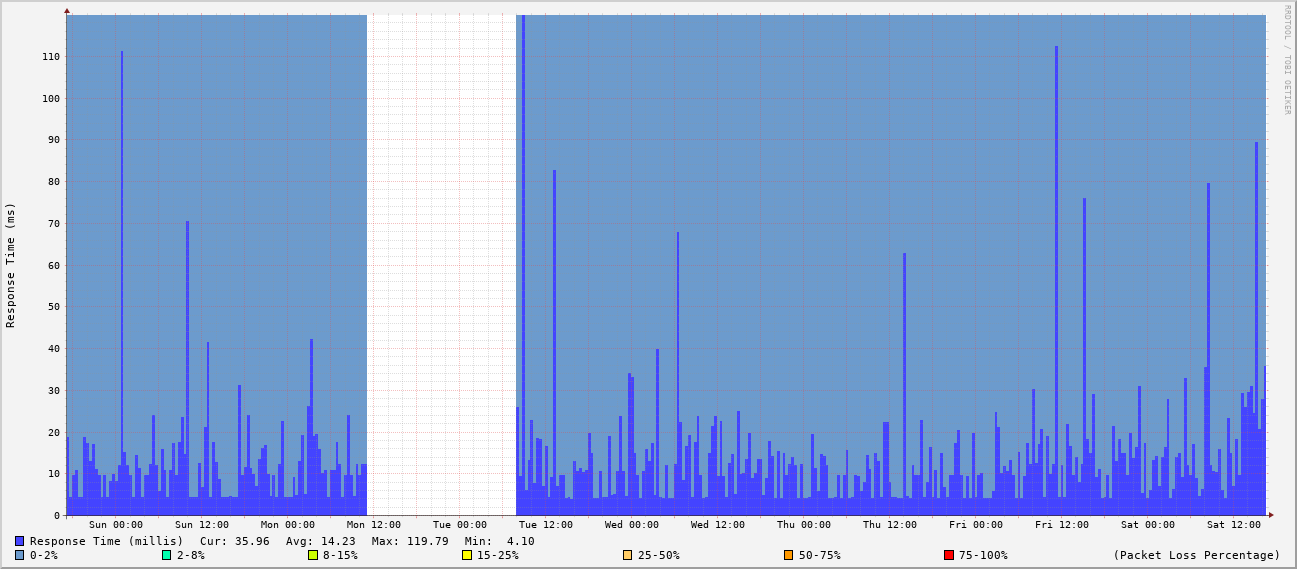 RRDTOOL / TOBI OETIKER
Response Time (ms)
110
100
90
80
70
60
50
40
30
20
10
0
Sun 00:00 Sun 12:00 Mon 00:00 Mon 12:00 Tue 00:00 Tue 12:00 Wed 00:00 Wed 12:00 Thu 00:00 Thu 12:00 Fri 00:00 Fri 12:00 Sat 00:00 Sat 12:00
Response Time (millis) Cur: 35.96 Avg: 14.23 Max: 119.79 Min: 4.10
0-2% 2-8% 8-15% 15-25% 25-50% 50-75% 75-100% (Packet Loss Percentage)